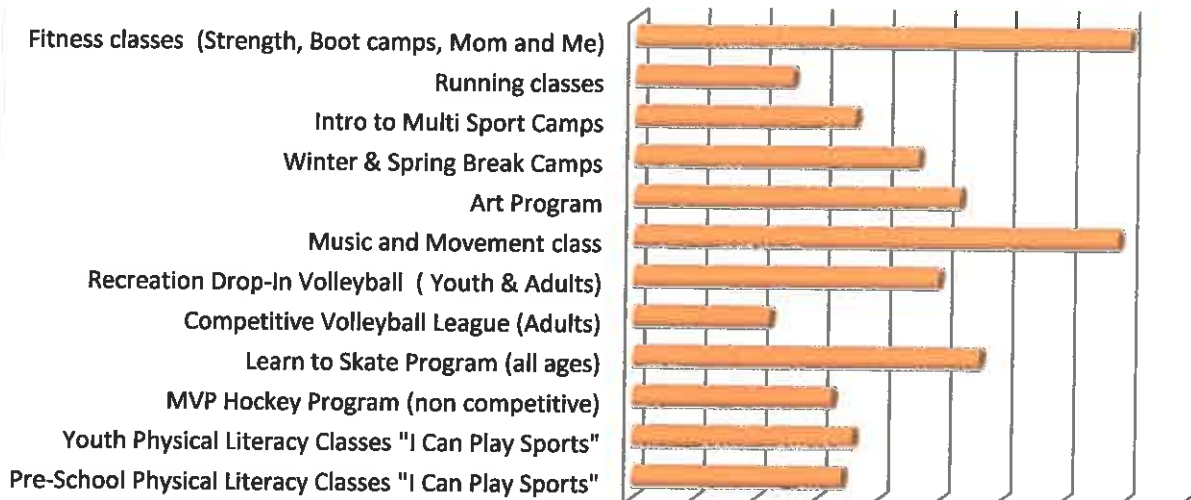 Fitness classes  (Strength, Boot camps, Mom and Me)
Running classes
Intro to Multi Sport Camps
Winter & Spring Break Camps
Art Program
Music and Movement class
Recreation Drop-In Volleyball  ( Youth & Adults)
Competitive Volleyball League (Adults)
Learn to Skate Program (all ages)
MVP Hockey Program (non competitive)
Youth Physical Literacy Classes "I Can Play Sports"
Pre-School Physical Literacy Classes "I Can Play Sports"